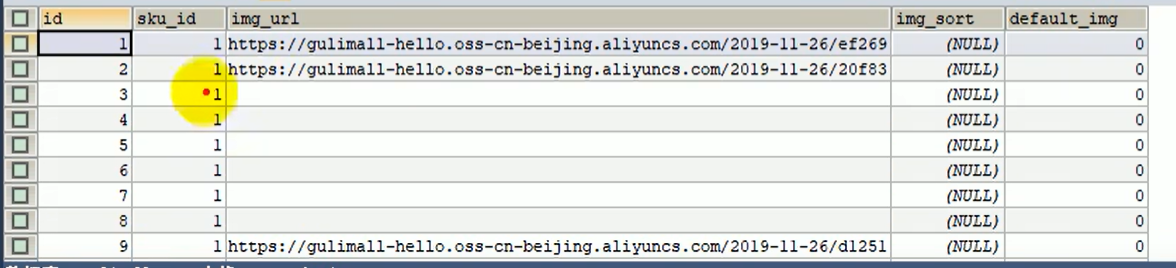 id sku_id img_url img_sort default_img
1 1 https://gulimall-hello.oss-cn-beijing.aliyuncs.com/2019-11-26/ef269 (NULL) 0
2 1 https://gulimall-hello.oss-cn-beijing.aliyuncs.com/2019-11-26/20f83 (NULL) 0
3 1 (NULL) 0
4 1 (NULL) 0
5 1 (NULL) 0
6 1 (NULL) 0
7 1 (NULL) 0
8 1 (NULL) 0
9 1 https://gulimall-hello.oss-cn-beijing.aliyuncs.com/2019-11-26/d1251 (NULL) 0